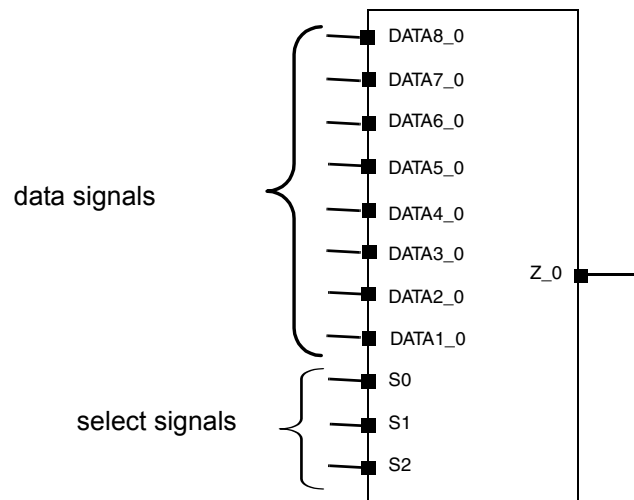 DATA8_0
DATA7_0
DATA6_0
DATA5_0
data signals
DATA4_0
DATA3_0
Z_0
DATA2_0
DATA1_0
S0
select signals
S1
S2